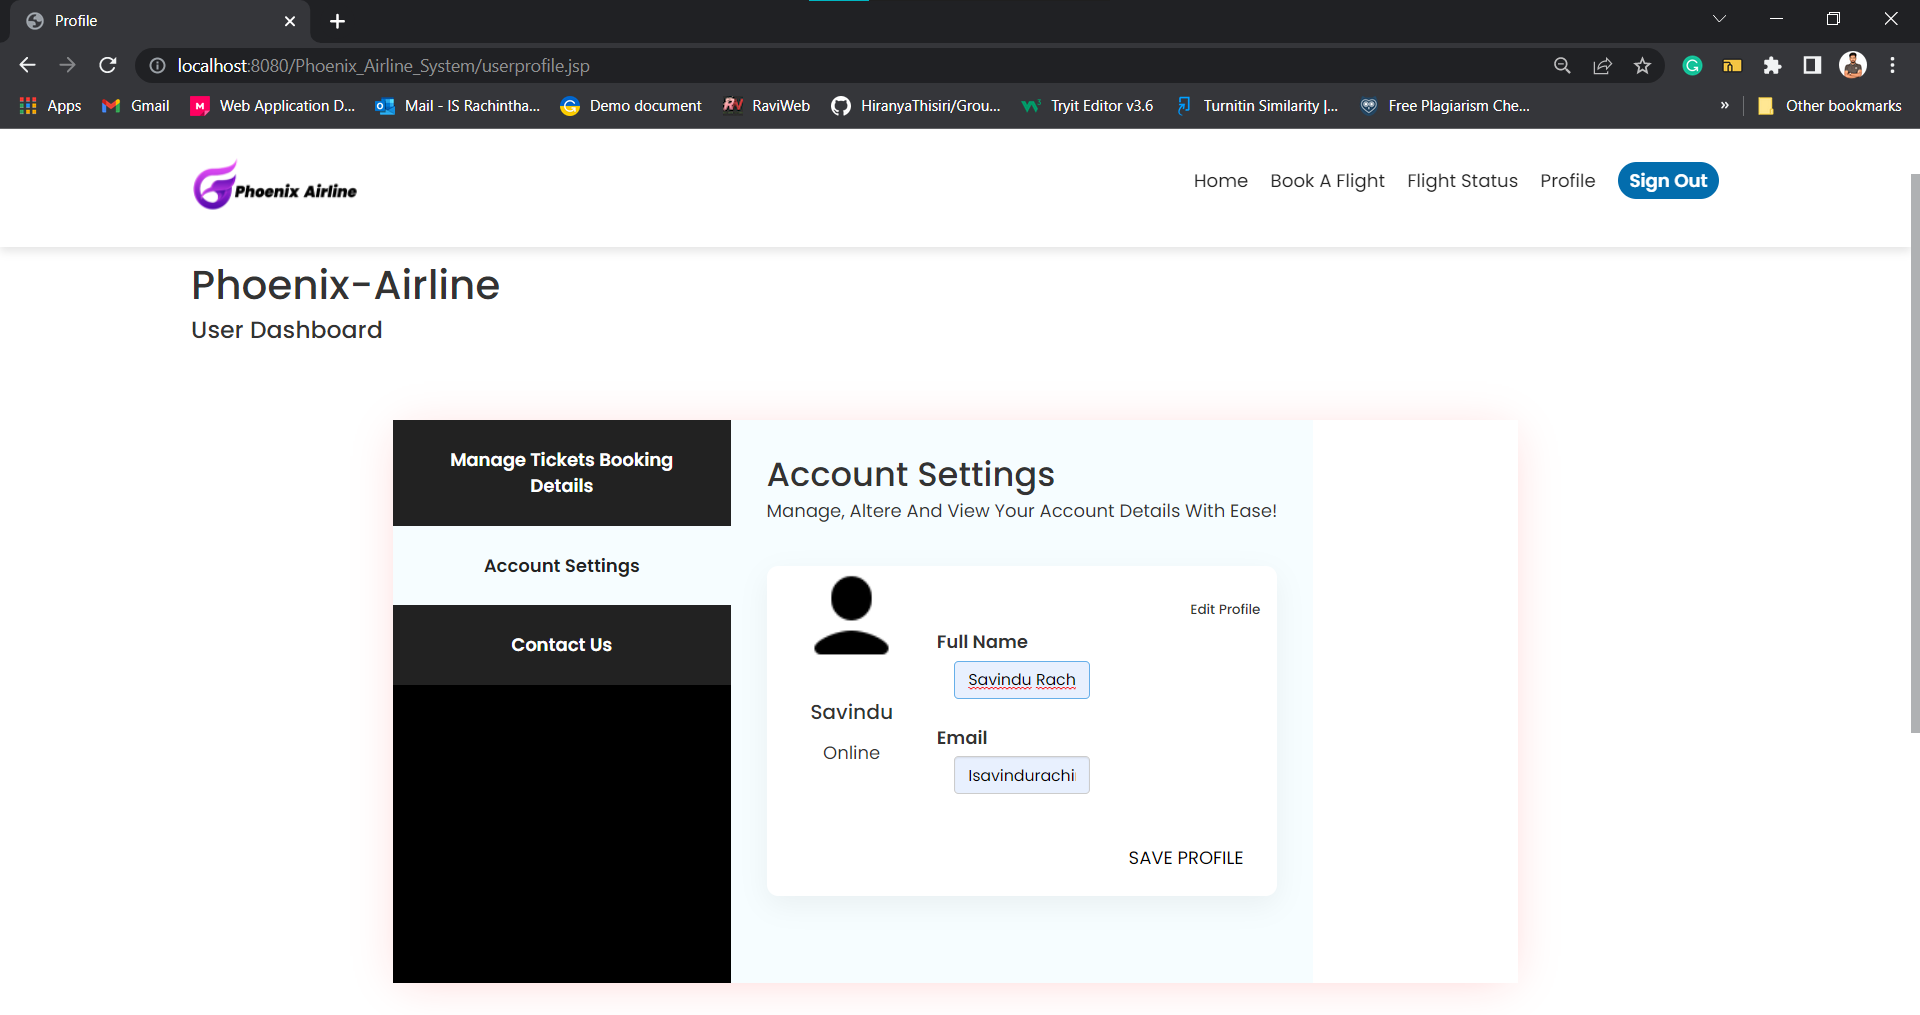 Profile
localhost:8080/Phoenix_Airline_System/userprofile.jsp
Apps Gmail Web Application D... Mail - IS Rachintha... Demo document RaviWeb HiranyaThisiri/Grou... Tryit Editor v3.6 Turnitin Similarity |... Free Plagiarism Che... » Other bookmarks
Phoenix Airline
Home Book A Flight Flight Status Profile Sign Out
Phoenix-Airline
User Dashboard
Manage Tickets Booking
Details
Account Settings
Contact Us
Account Settings
Manage, Altere And View Your Account Details With Ease!
Savindu
Online
Edit Profile
Full Name
Savindu Rach
Email
Isavindurachi
SAVE PROFILE